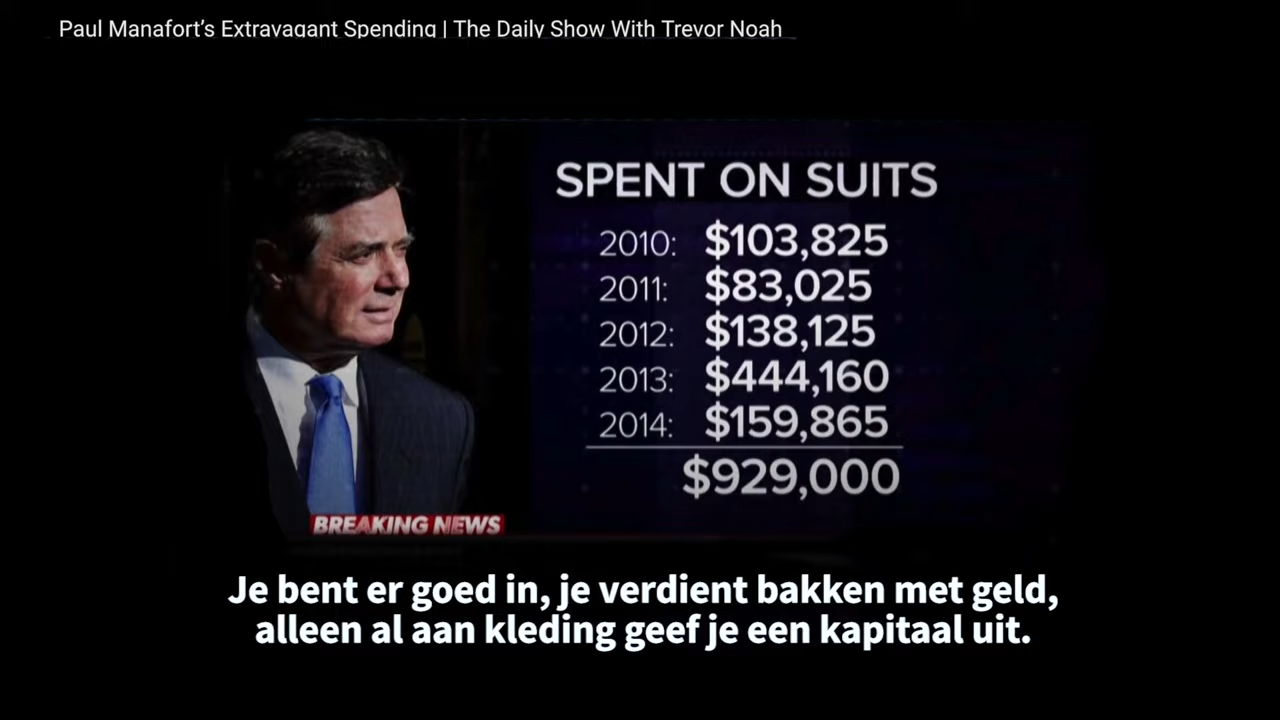 Paul Manafort’s Extravagant Spending | The Daily Show With Trevor Noah
SPENT ON SUITS
2010: $103,825
2011: $83,025
2012: $138,125
2013: $444,160
2014: $159,865
$929,000
BREAKING NEWS
Je bent er goed in, je verdient bakken met geld,
alleen al aan kleding geef je een kapitaal uit.